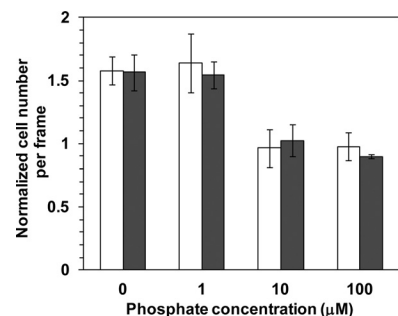 2
1.5
1
0.5
0
Normalized cell number
per frame
0 1 10 100
Phosphate concentration (μM)